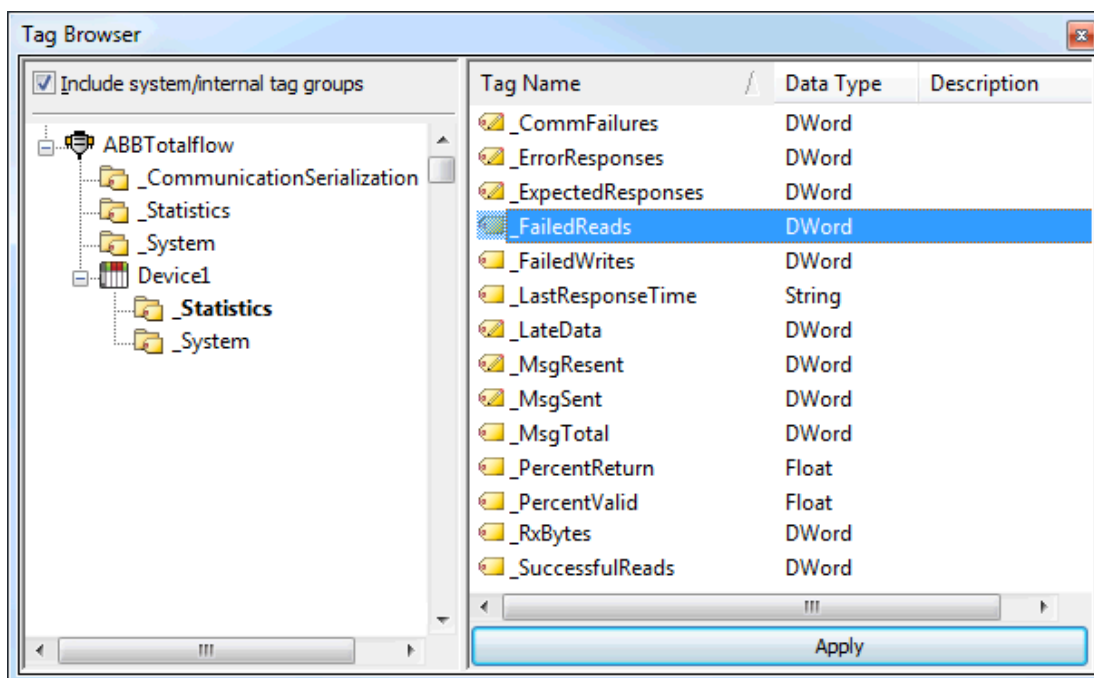 Tag Browser
Include system/internal tag groups
ABBTotalflow
_CommunicationSerialization
_Statistics
_System
Device1
_Statistics
_System
Tag Name Data Type Description
_CommFailures DWord
_ErrorResponses DWord
_ExpectedResponses DWord
_FailedReads DWord
_FailedWrites DWord
_LastResponseTime String
_LateData DWord
_MsgResent DWord
_MsgSent DWord
_MsgTotal DWord
_PercentReturn Float
_PercentValid Float
_RxBytes DWord
_SuccessfulReads DWord
Apply